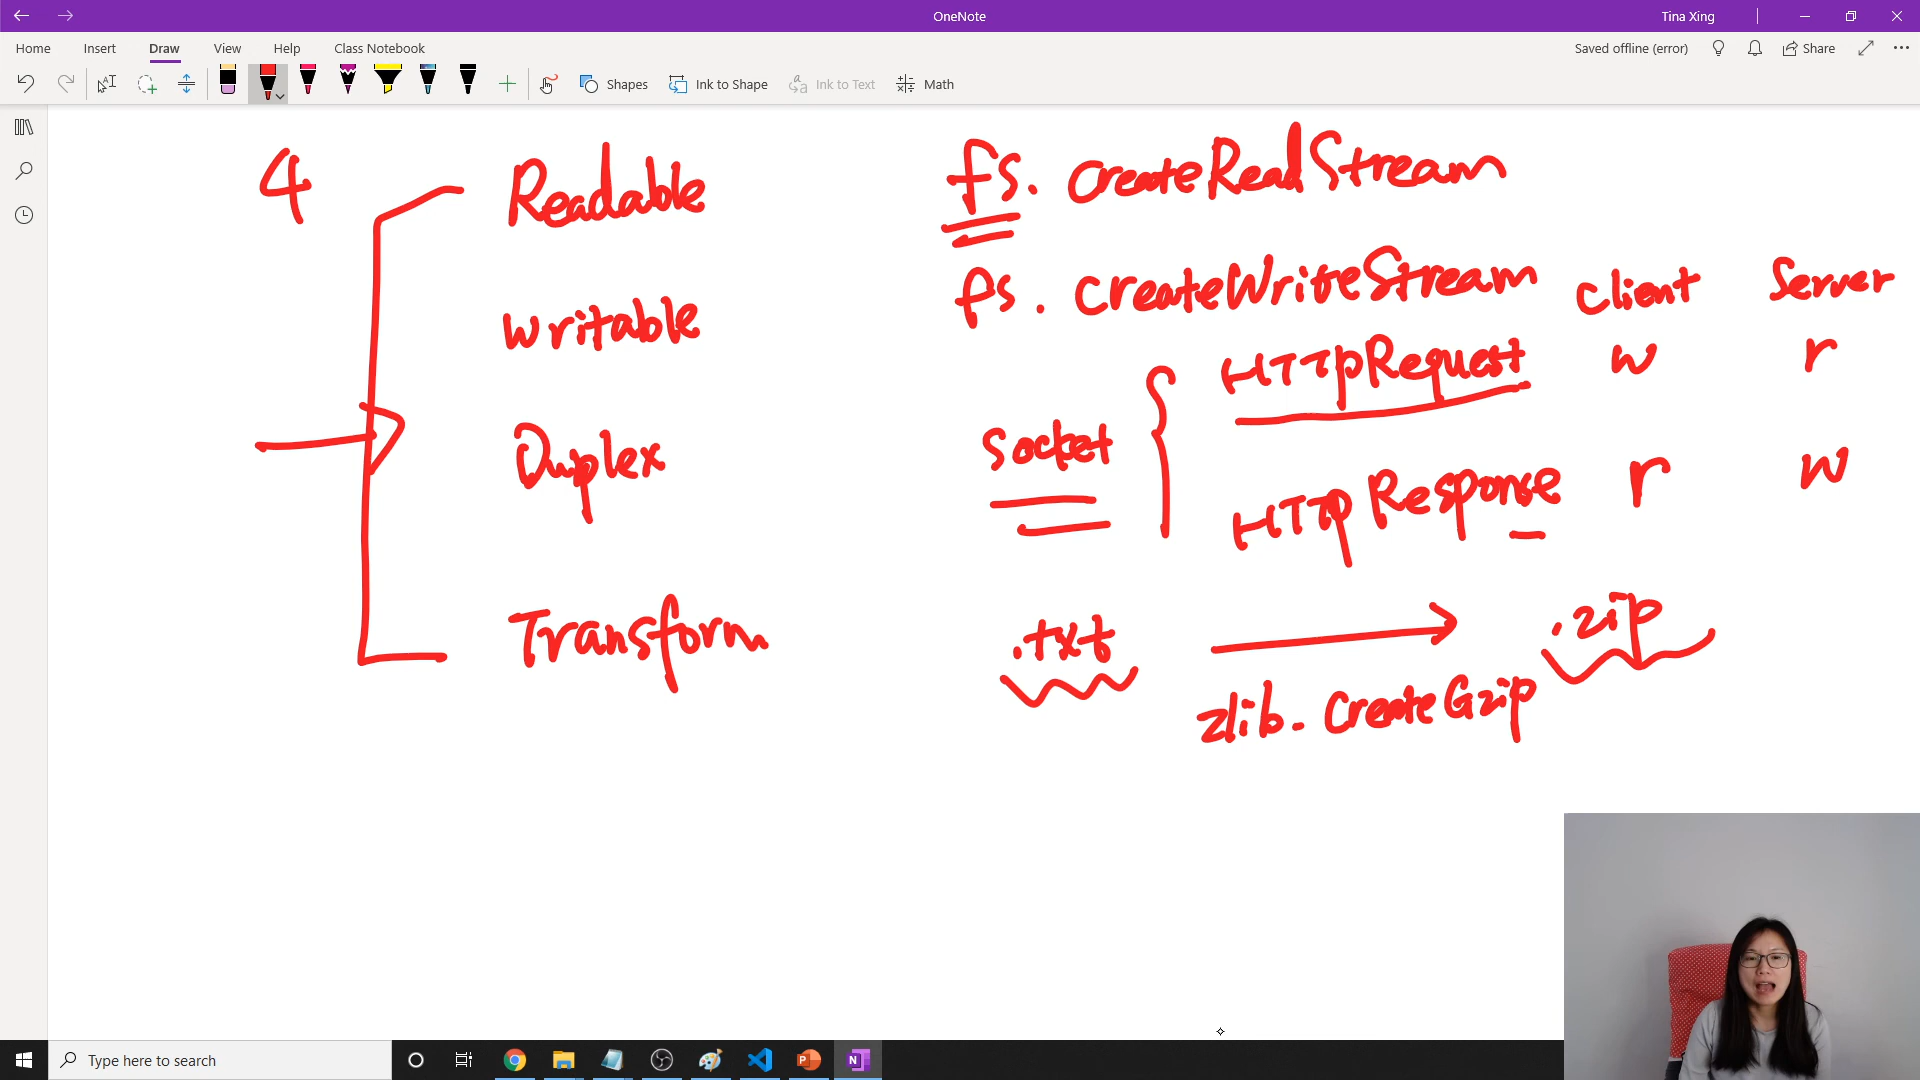 OneNote
Tina Xing
Home Insert Draw View Help Class Notebook
Saved offline (error) Share
Shapes Ink to Shape Ink to Text Math
4
Readable fs. createReadStream
writable fs. createWriteStream client Server
HTTPRequest w r
Duplex Socket
HTTPResponse r w
Transform .txt .zip
zlib. createGzip
Type here to search